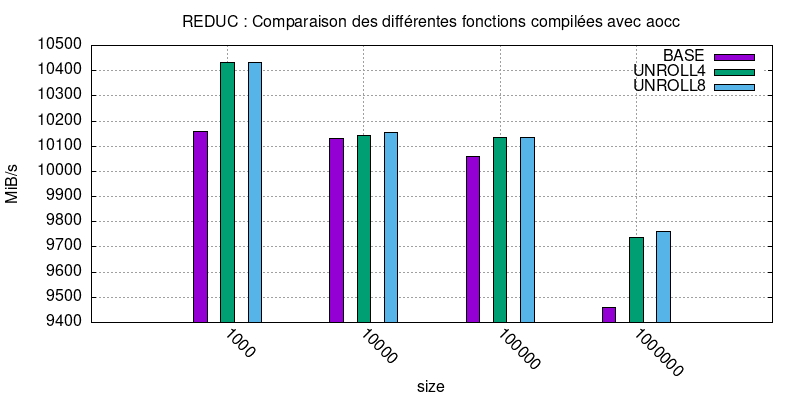 REDUC : Comparaison des différentes fonctions compilées avec aocc
10500
10400
10300
10200
10100
10000
9900
9800
9700
9600
9500
9400
MiB/s
BASE
UNROLL4
UNROLL8
1000
10000
100000
1000000
size